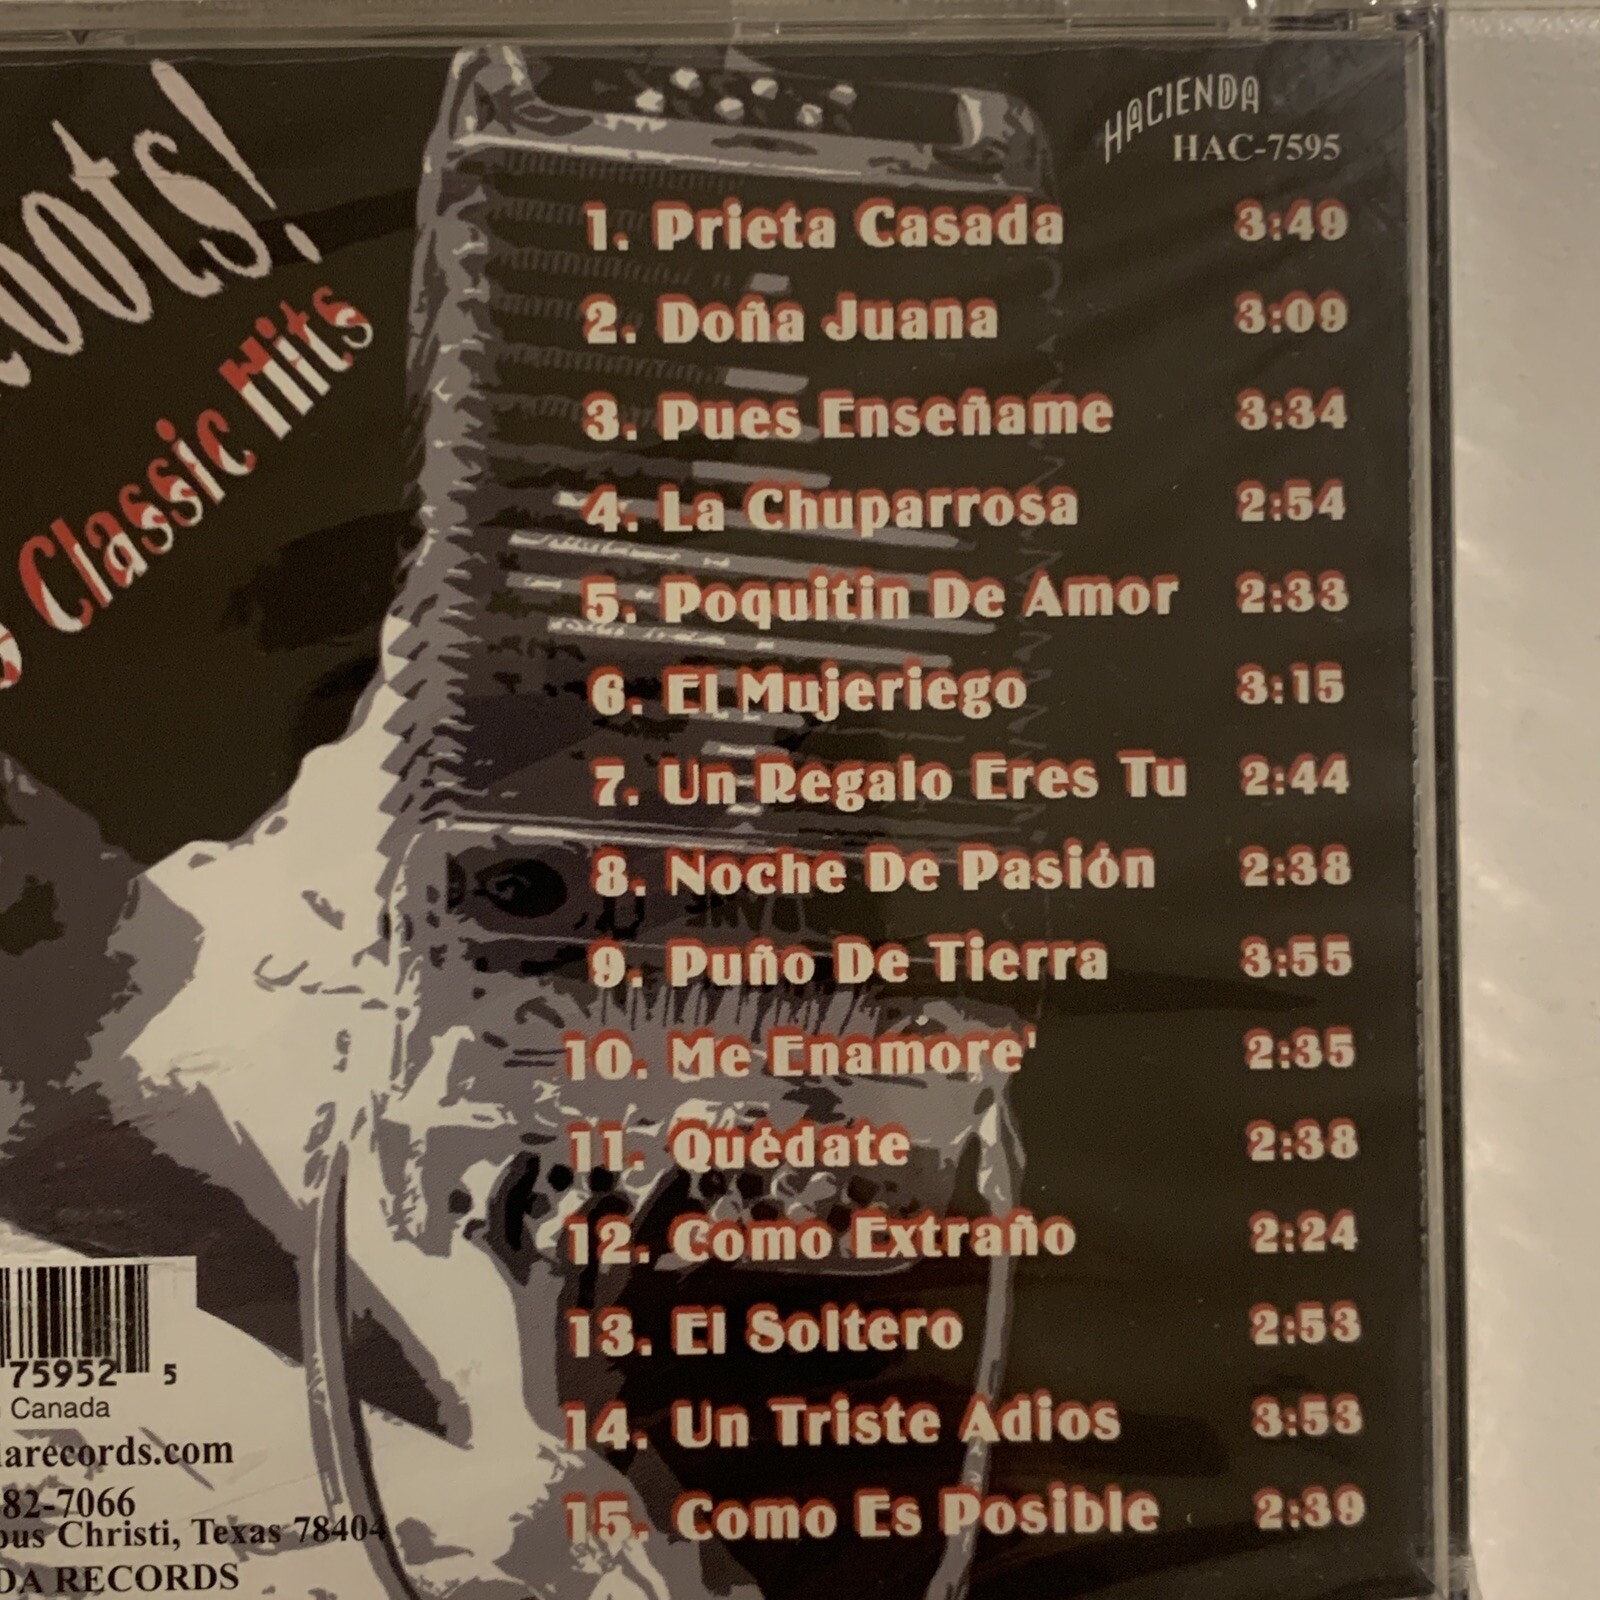 oots!
Classic Hits
HACIENDA
HAC-7595
1. Prieta Casada 3:49
2. Doña Juana 3:09
3. Pues Enseñame 3:34
4. La Chuparrosa 2:54
5. Poquitin De Amor 2:33
6. El Mujeriego 3:15
7. Un Regalo Eres Tu 2:44
8. Noche De Pasión 2:38
9. Puño De Tierra 3:55
10. Me Enamore' 2:35
11. Quédate 2:38
12. Como Extraño 2:24
13. El Soltero 2:53
14. Un Triste Adios 3:53
15. Como Es Posible 2:39
75952 5
Canada
darecords.com
82-7066
pus Christi, Texas 78404
DA RECORDS